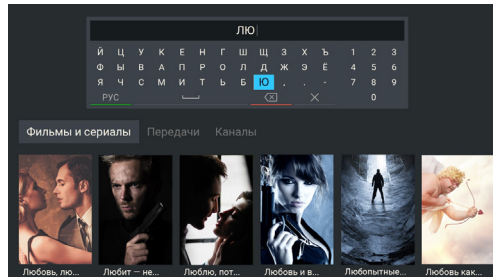 ЛЮ
Й Ц У К Е Н Г Ш Щ З Х Ъ 1 2 3
Ф Ы В А П Р О Л Д Ж Э Ё 4 5 6
Я Ч С М И Т Ь Б Ю , . - 7 8 9
РУС 0
Фильмы и сериалы Передачи Каналы
Любовь, лю... Любит — не... Люблю, пот... Любовь и в... Любопытные... Любовь как...